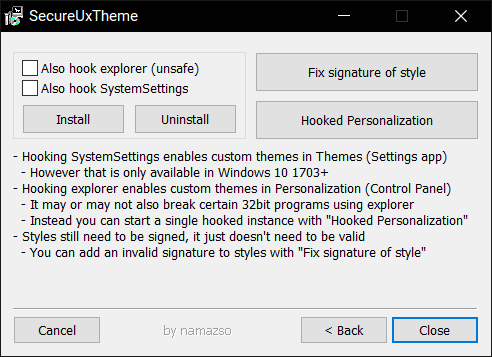 SecureUxTheme
Also hook explorer (unsafe)
Also hook SystemSettings
Install
Uninstall
Fix signature of style
Hooked Personalization
- Hooking SystemSettings enables custom themes in Themes (Settings app)
- However that is only available in Windows 10 1703+
- Hooking explorer enables custom themes in Personalization (Control Panel)
- It may or may not also break certain 32bit programs using explorer
- Instead you can start a single hooked instance with "Hooked Personalization"
- Styles still need to be signed, it just doesn't need to be valid
- You can add an invalid signature to styles with "Fix signature of style"
Cancel
by namazso
< Back
Close